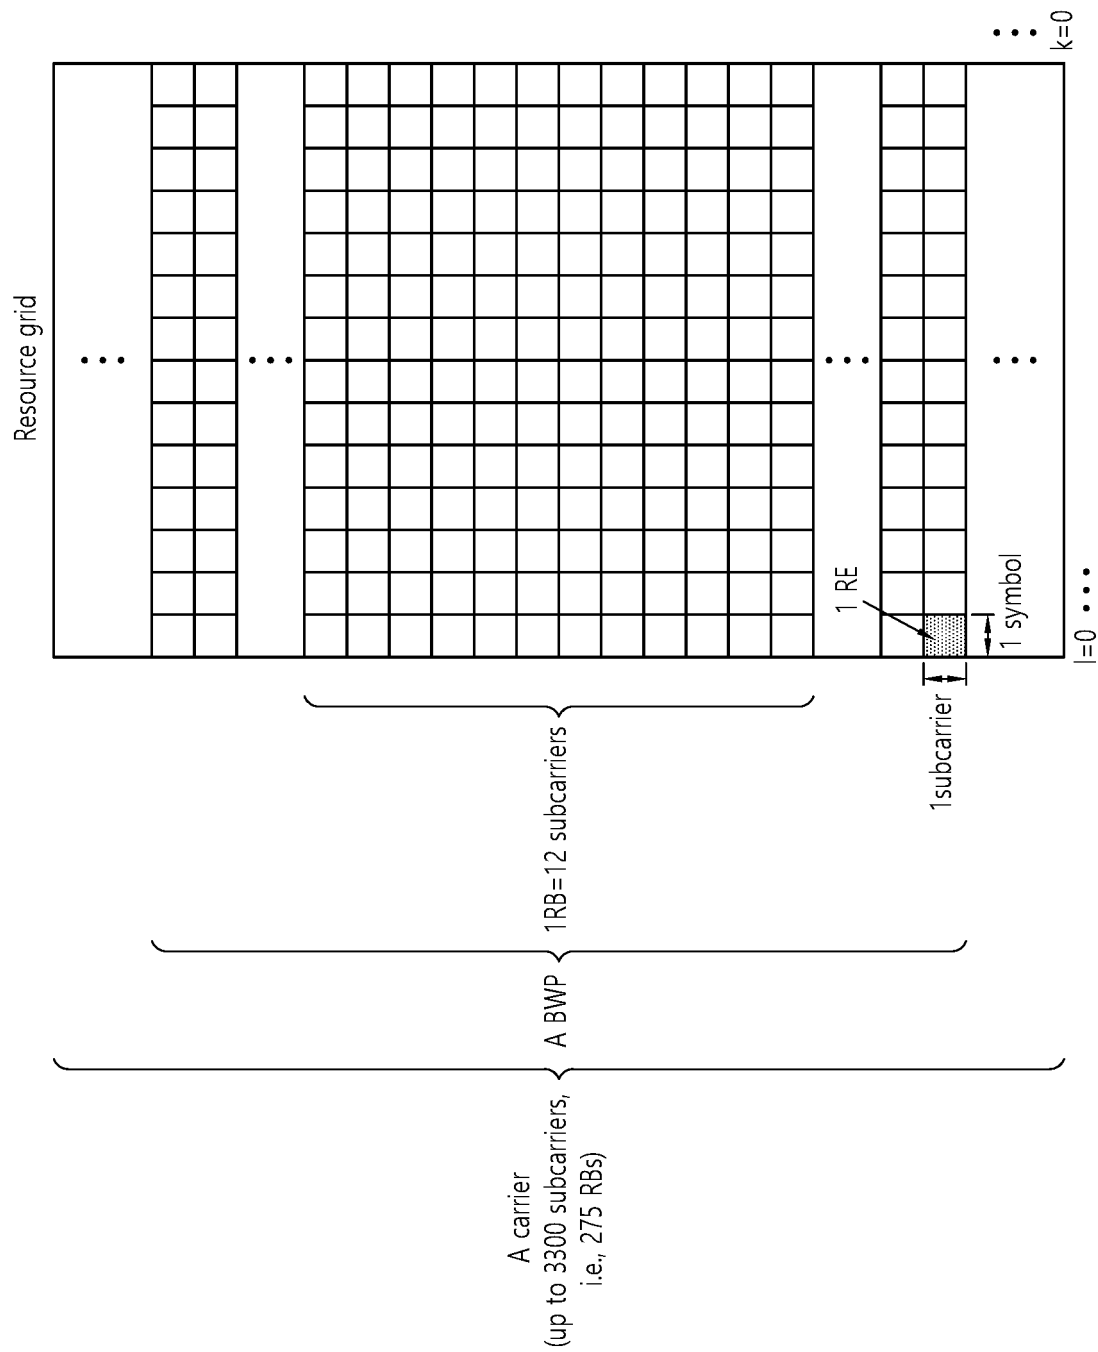 Resource grid
A carrier
(up to 3300 subcarriers,
i.e., 275 RBs)
A BWP
1RB=12 subcarriers
1subcarrier
1 RE
1 symbol
l=0
k=0